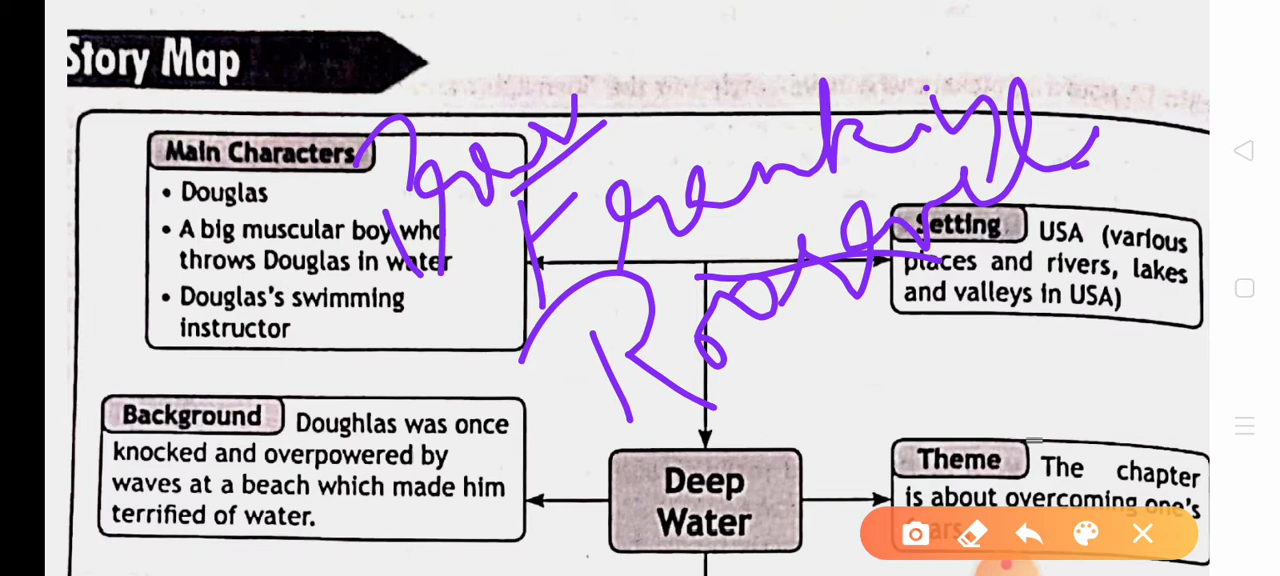 Story Map
Main Characters
• Douglas
• A big muscular boy who
throws Douglas in water
• Douglas's swimming
instructor
Setting USA (various
places and rivers, lakes
and valleys in USA)
Background Doughlas was once
knocked and overpowered by
waves at a beach which made him
terrified of water.
Deep
Water
Theme The chapter
is about overcoming one's